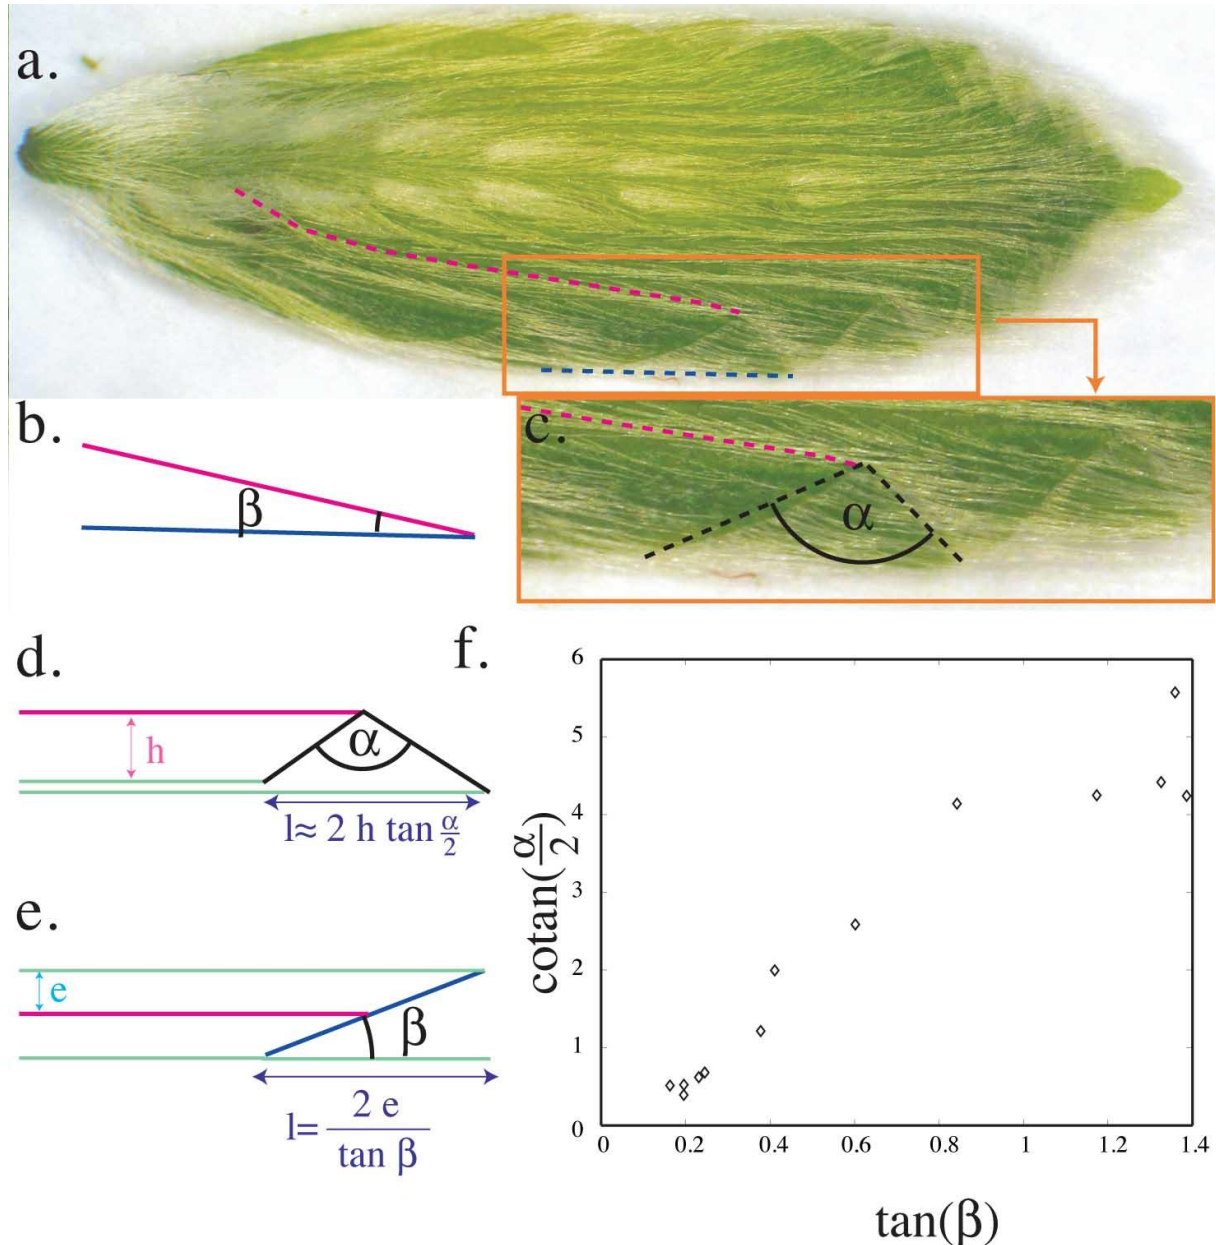 a.
b.
β
c.
α
d.
h
α
l≈ 2 h tan α/2
e.
e
β
l= 2 e / tan β
f.
6
5
4
3
2
1
0
0 0.2 0.4 0.6 0.8 1 1.2 1.4
cotan(α/2)
tan(β)